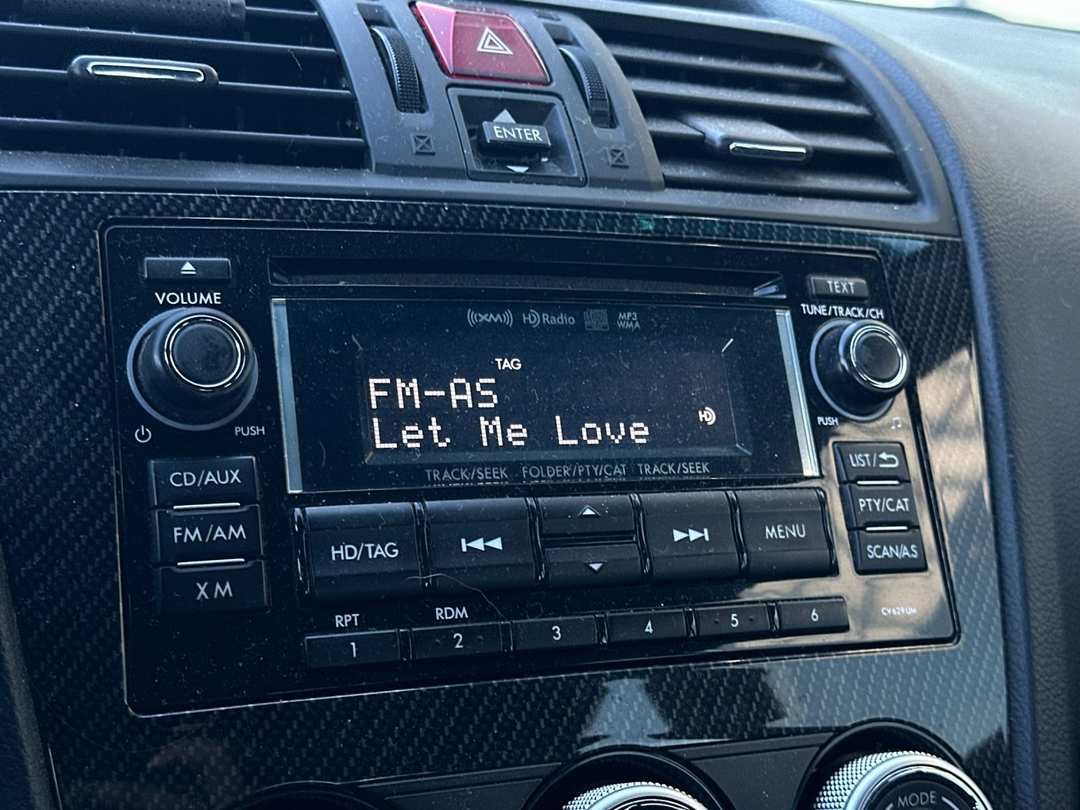 ENTER
TEXT
VOLUME
TUNE/TRACK/CH
((XM)) HD Radio MP3
WMA
TAG
FM-AS
Let Me Love
HD
PUSH
PUSH
TRACK/SEEK FOLDER/PTY/CAT TRACK/SEEK
CD/AUX
LIST/
FM/AM
PTY/CAT
XM
SCAN/A.S
HD/TAG
MENU
RPT
RDM
1 2 3 4 5 6
CV629UM
MODE